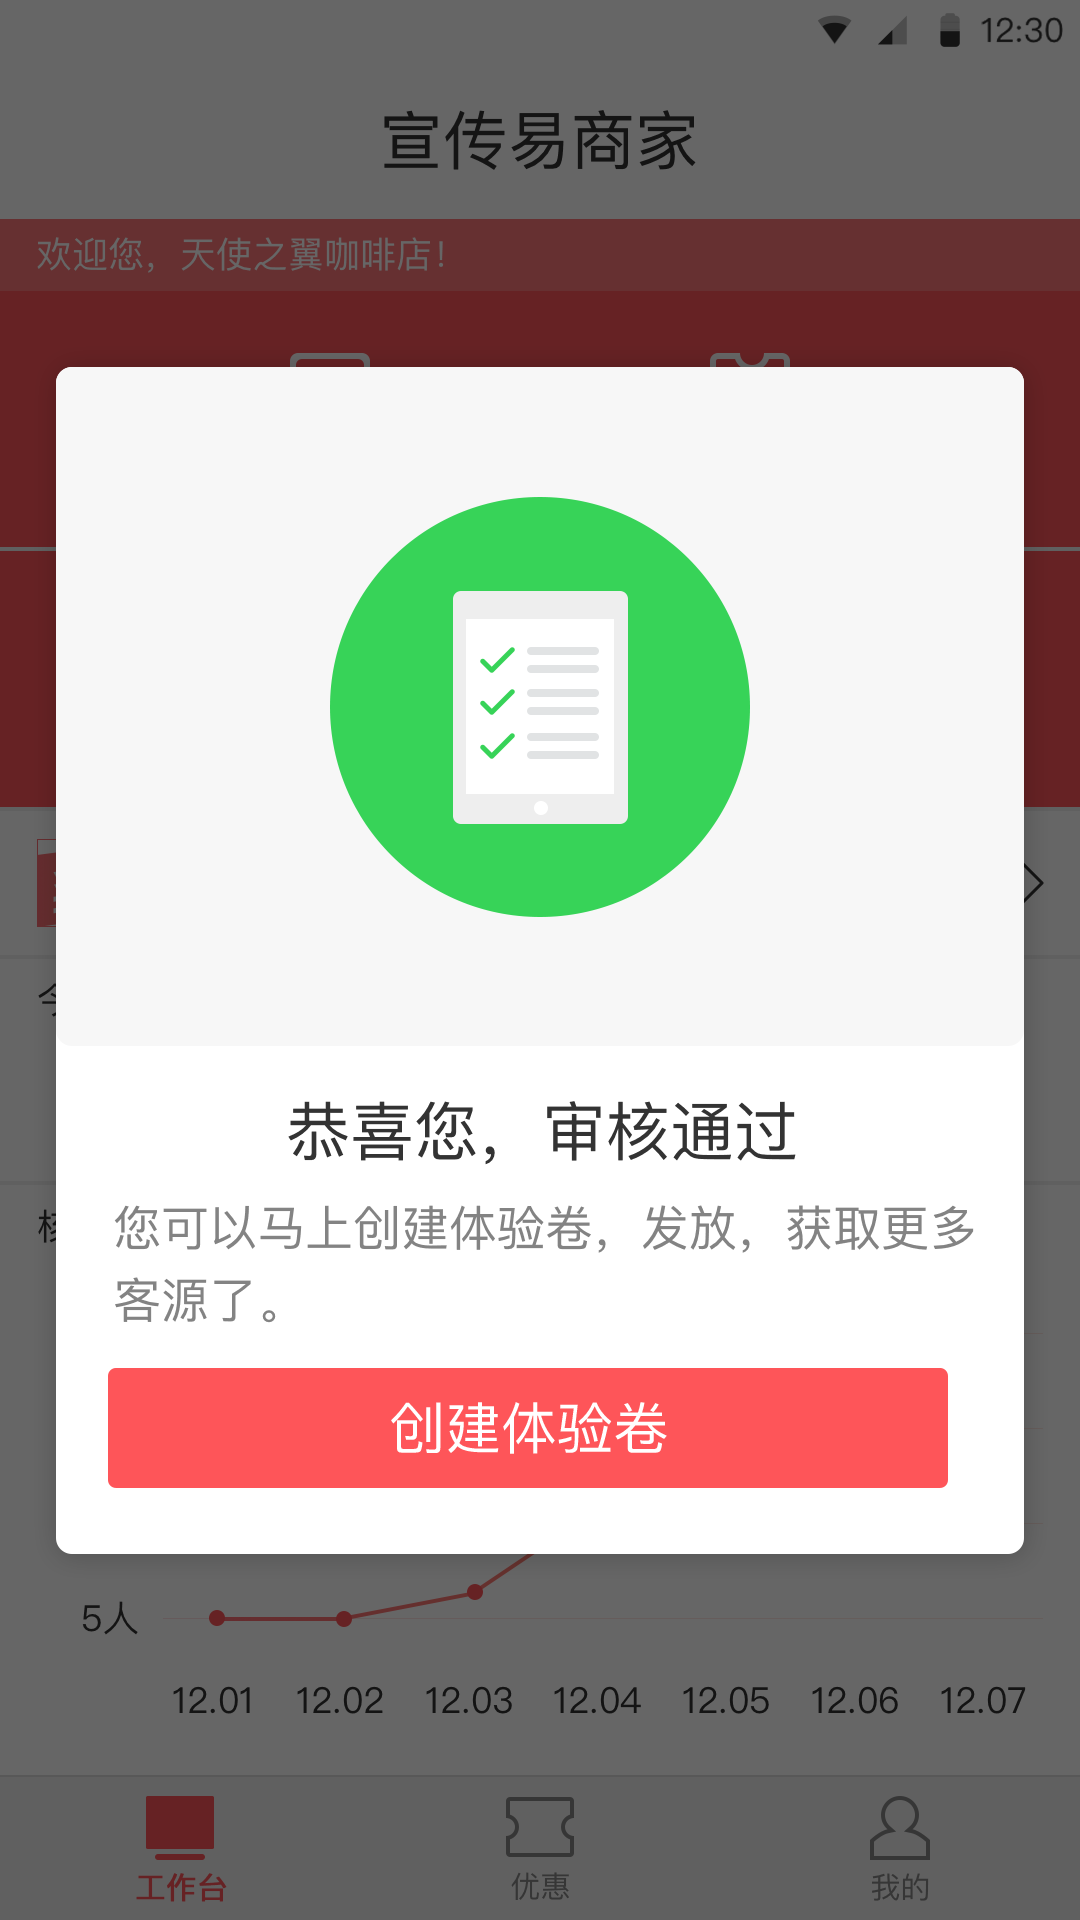 12:30
宣传易商家
欢迎您，天使之翼咖啡店！
今
恭喜您，审核通过
您可以马上创建体验卷，发放，获取更多
客源了。
创建体验卷
5人
12.01 12.02 12.03 12.04 12.05 12.06 12.07
工作台 优惠 我的